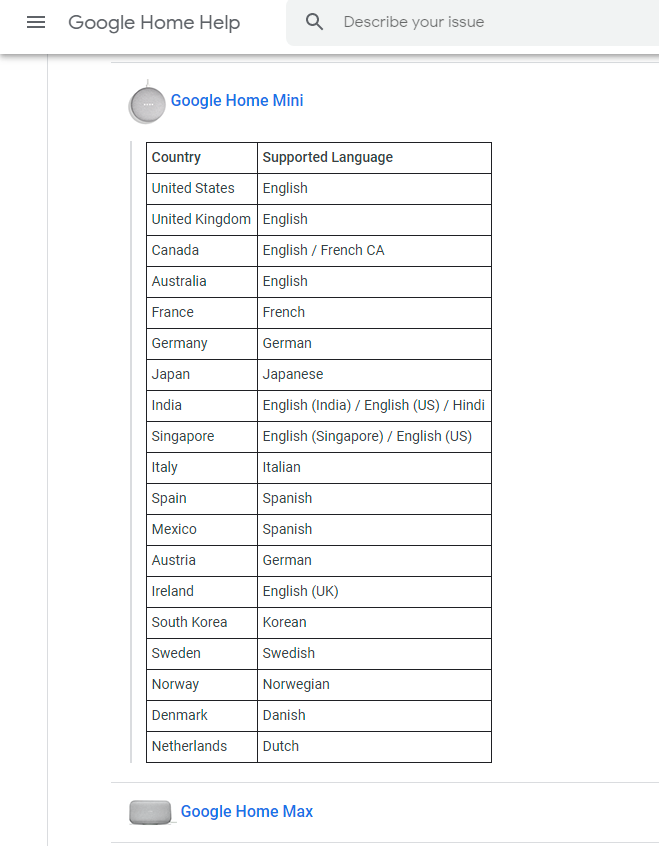 Google Home Help
Describe your issue
Google Home Mini
Country Supported Language
United States English
United Kingdom English
Canada English / French CA
Australia English
France French
Germany German
Japan Japanese
India English (India) / English (US) / Hindi
Singapore English (Singapore) / English (US)
Italy Italian
Spain Spanish
Mexico Spanish
Austria German
Ireland English (UK)
South Korea Korean
Sweden Swedish
Norway Norwegian
Denmark Danish
Netherlands Dutch
Google Home Max